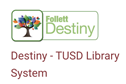 Follett
Destiny
Destiny - TUSD Library
System